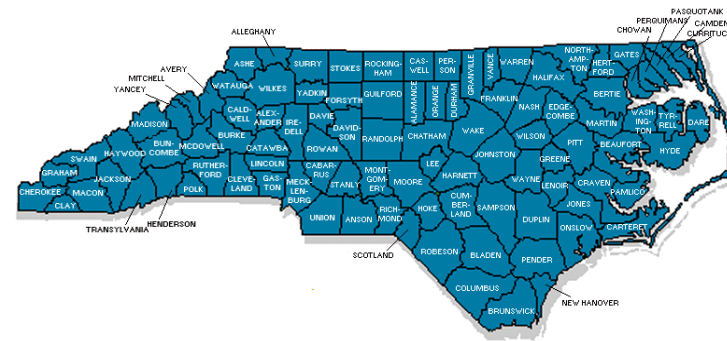 PASQUOTANK
PERQUIMANS
CAMDEN
CHOWAN
CURRITUC
ALLEGHANY
AVERY
MITCHELL
YANCEY
ASHE
SURRY
STOKES
ROCKING-
HAM
CAS-
WELL
PER-
SON
GRANVILLE
VANCE
WARREN
NORTH-
AMP-
TON
HERT-
FORD
GATES
WATAUGA
WILKES
YADKIN
FORSYTH
GUILFORD
ALAMANCE
ORANGE
DURHAM
FRANKLIN
HALIFAX
NASH
EDGE-
COMBE
BERTIE
MARTIN
WASH-
ING-
TON
TYR-
RELL
DARE
MADISON
CALD-
WELL
ALEX-
ANDER
IRE-
DELL
DAVIE
DAVID-
SON
RANDOLPH
CHATHAM
WAKE
WILSON
PITT
BEAUFORT
HYDE
SWAIN
HAYWOOD
BUN-
COMBE
MCDOWELL
BURKE
CATAWBA
ROWAN
LEE
JOHNSTON
GREENE
GRAHAM
JACKSON
RUTHER-
FORD
LINCOLN
CABAR-
RUS
MONT-
GOM-
ERY
MOORE
HARNETT
WAYNE
LENOIR
CRAVEN
PAMLICO
CHEROKEE
MACON
CLAY
POLK
CLEVE-
LAND
GAS-
TON
MECK-
LEN-
BURG
STANLY
UNION
ANSON
RICH-
MOND
HOKE
CUM-
BER-
LAND
SAMPSON
DUPLIN
JONES
ONSLOW
CARTERET
TRANSYLVANIA
HENDERSON
SCOTLAND
ROBESON
BLADEN
PENDER
COLUMBUS
NEW HANOVER
BRUNSWICK